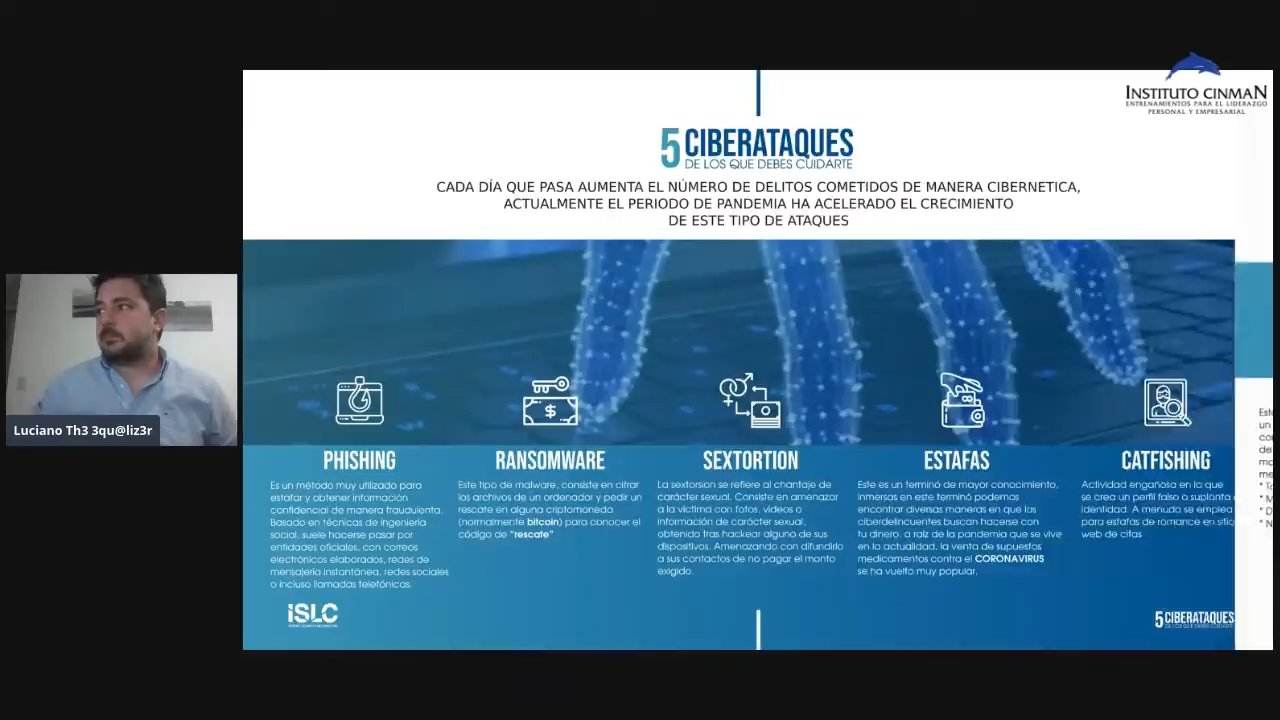 INSTITUTO CINMAN
ENTRENAMIENTOS PARA EL LIDERAZGO
PERSONAL Y EMPRESARIAL
5 CIBERATAQUES
DE LOS QUE DEBES CUIDARTE
CADA DÍA QUE PASA AUMENTA EL NÚMERO DE DELITOS COMETIDOS DE MANERA CIBERNETICA,
ACTUALMENTE EL PERIODO DE PANDEMIA HA ACELERADO EL CRECIMIENTO
DE ESTE TIPO DE ATAQUES
Luciano Th3 3qu@liz3r
PHISHING
Es un método muy utilizado para
estafar y obtener información
confidencial de manera fraudulenta.
Basado en técnicas de ingeniería
social, suele hacerse pasar por
entidades oficiales, con correos
electrónicos elaborados, redes de
mensajería instantánea, redes sociales
o incluso llamadas telefónicas.
RANSOMWARE
Este tipo de malware, consiste en cifrar
los archivos de un ordenador y pedir un
rescate en alguna criptomoneda
(normalmente bitcoin) para conocer el
código de "rescate"
SEXTORTION
La sextorsion se refiere al chantaje de
carácter sexual. Consiste en amenazar
a la víctima con fotos, videos o
información de carácter sexual,
obtenido tras hackear alguno de sus
dispositivos. Amenazando con difundirlo
a sus contactos de no pagar el monto
exigido.
ESTAFAS
Este es un terminó de mayor conocimiento,
inmersas en este terminó podemos
encontrar diversas maneras en que los
ciberdelincuentes buscan hacerse con
tu dinero, a raíz de la pandemia que se vive
en la actualidad, la venta de supuestos
medicamentos contra el CORONAVIRUS
se ha vuelto muy popular.
CATFISHING
Actividad engañosa en la que
se crea un perfil falso o suplanta
identidad. A menudo se emplea
para estafas de romance en sitio
web de citas
iSLC
5 CIBERATAQUES
DE LOS QUE DEBES CUIDARTE